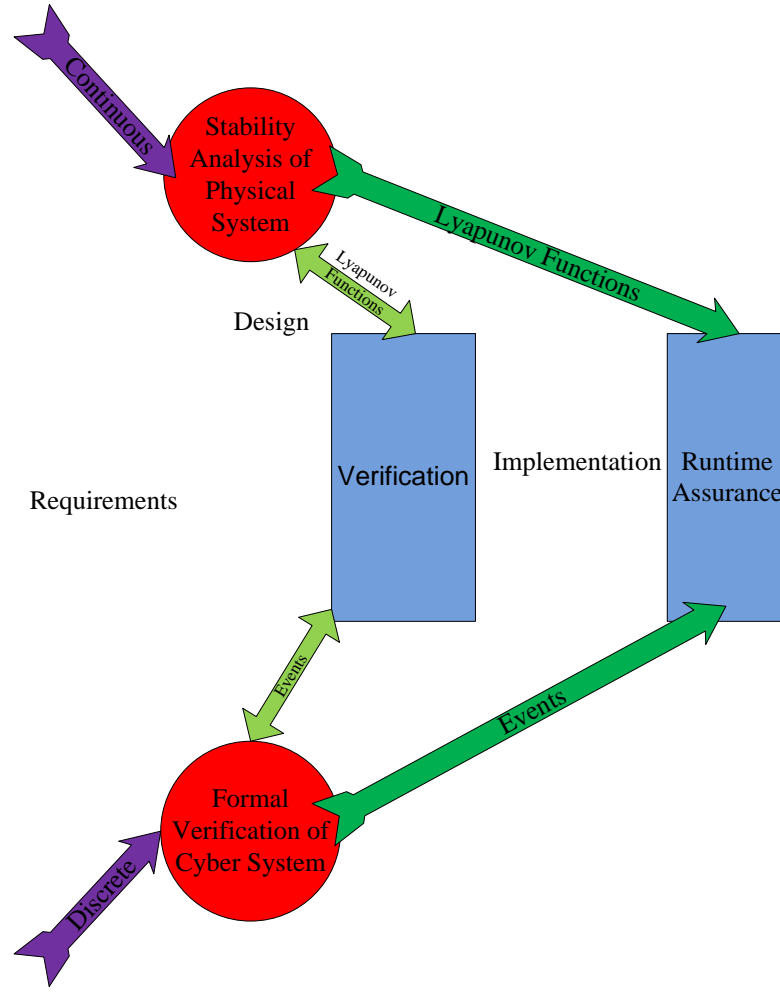 Continuous
Stability
Analysis of
Physical
System
Lyapunov Functions
Lyapunov
Functions
Design
Verification
Implementation
Runtime
Assurance
Requirements
Events
Events
Formal
Verification of
Cyber System
Discrete